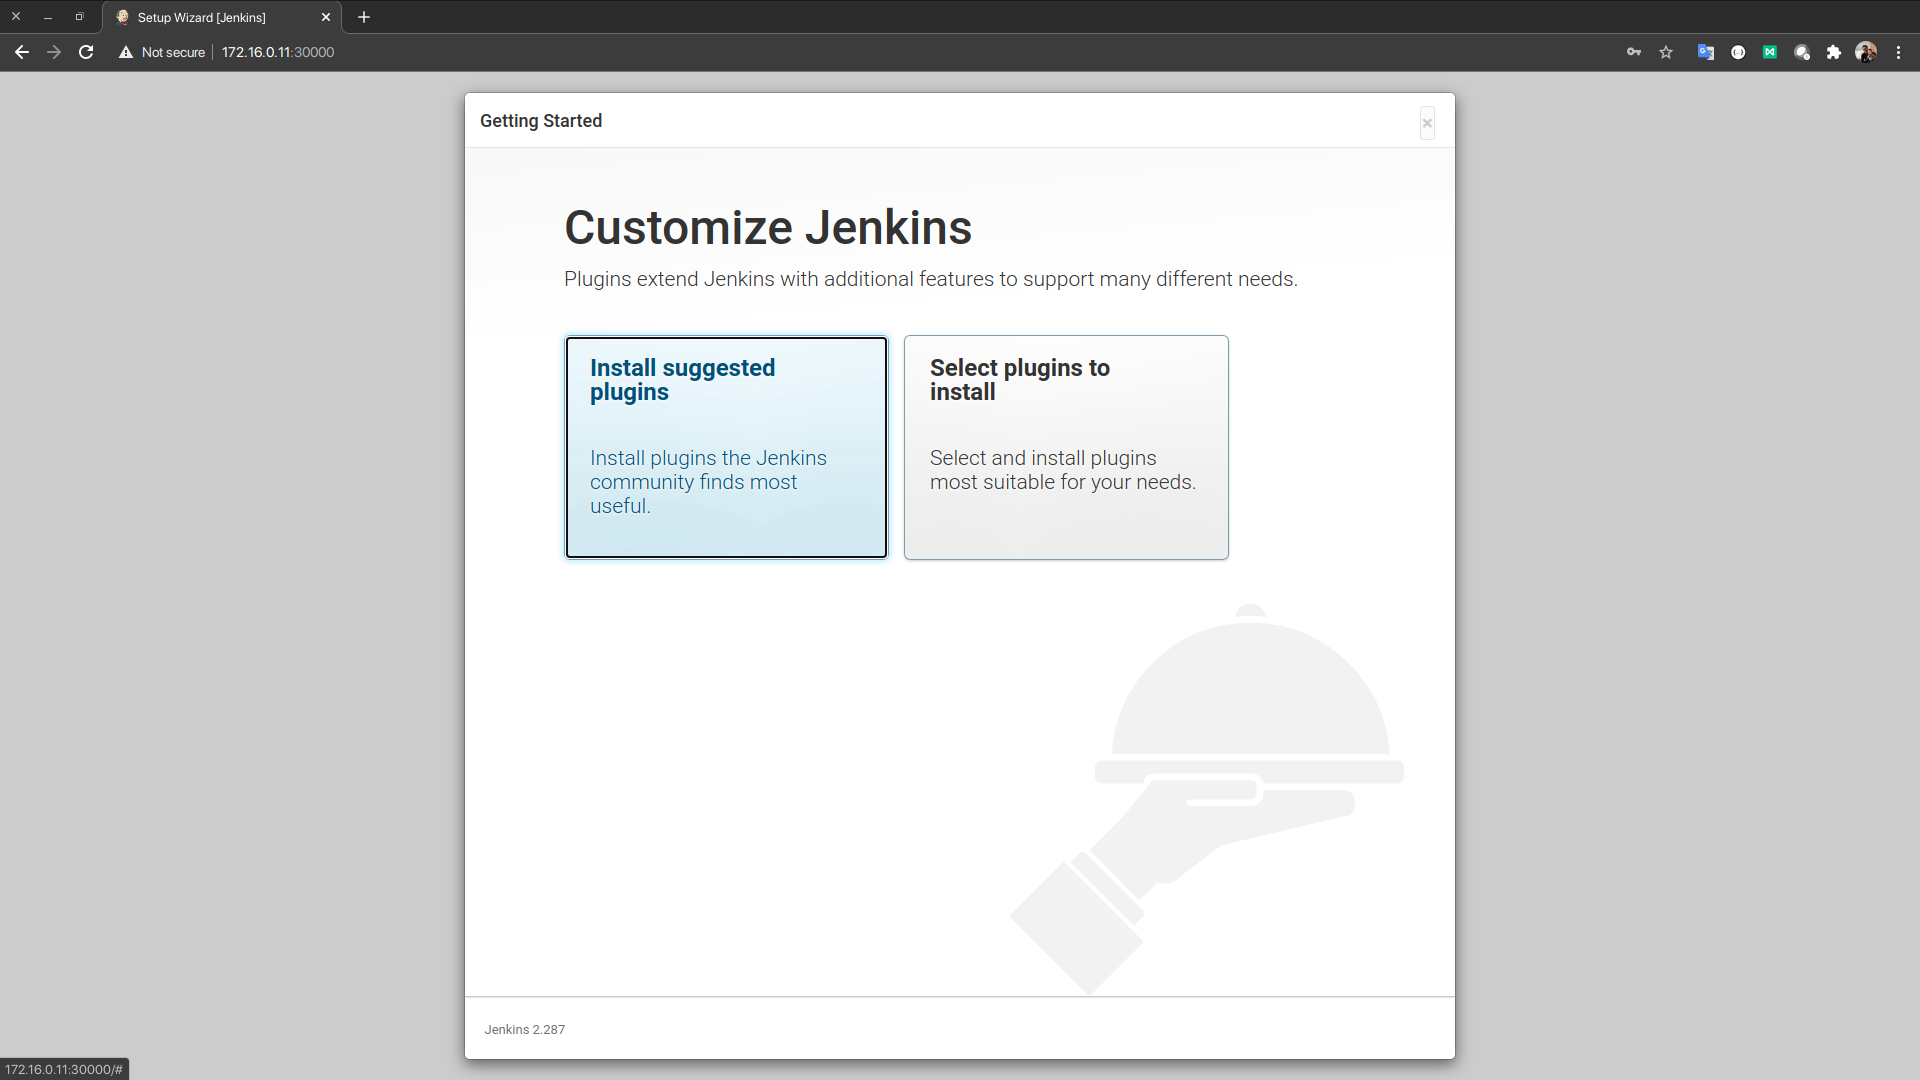 Setup Wizard [Jenkins]
Not secure
172.16.0.11:30000
Getting Started
Customize Jenkins
Plugins extend Jenkins with additional features to support many different needs.
Install suggested
plugins
Install plugins the Jenkins
community finds most
useful.
Select plugins to
install
Select and install plugins
most suitable for your needs.
Jenkins 2.287
172.16.0.11:30000/#